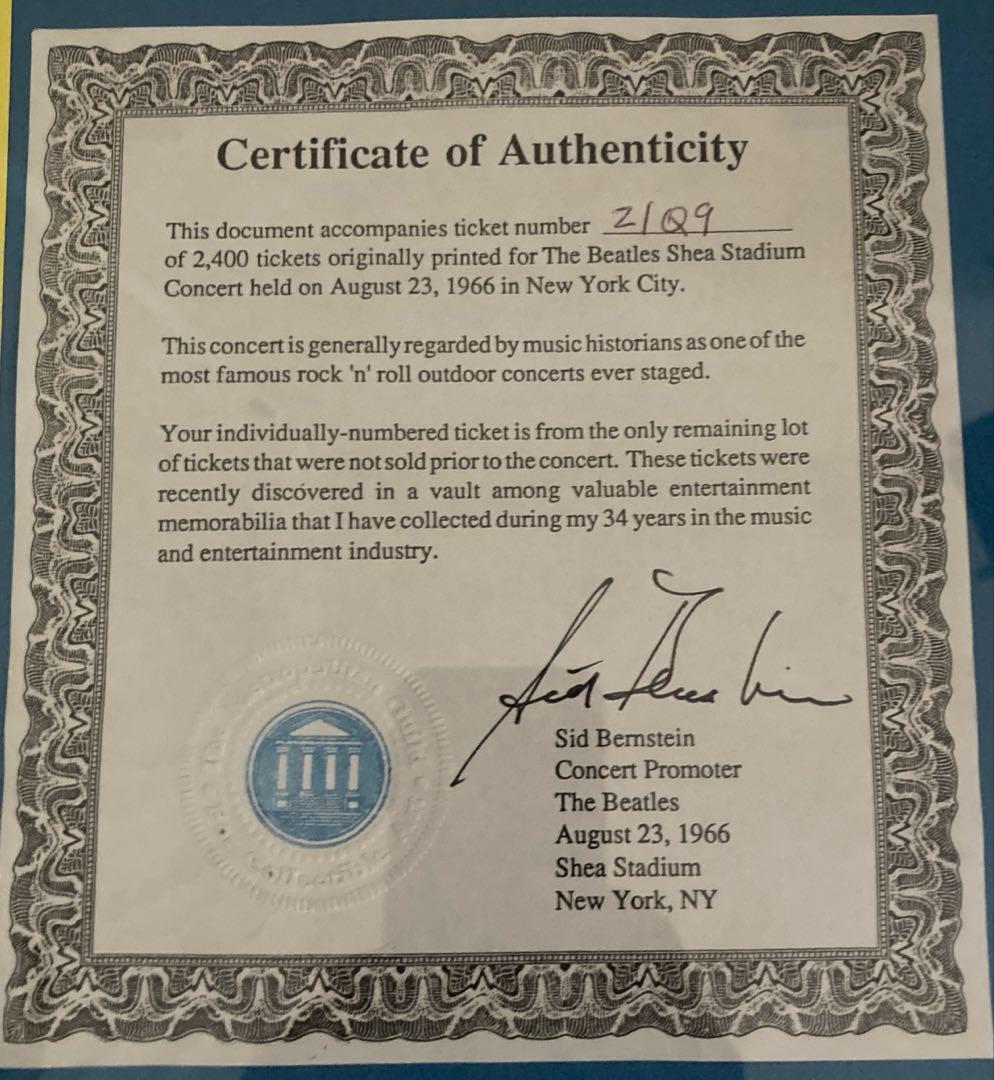 Certificate of Authenticity
This document accompanies ticket number
of 2,400 tickets originally printed for The Beatles Shea Stadium
Concert held on August 23, 1966 in New York City.
This concert is generally regarded by music historians as one of the
most famous rock 'n' roll outdoor concerts ever staged.
Your individually-numbered ticket is from the only remaining lot
of tickets that were not sold prior to the concert. These tickets were
recently discovered in a vault among valuable entertainment
memorabilia that I have collected during my 34 years in the music
and entertainment industry.
Sid Bernstein
Sid Bernstein
Concert Promoter
The Beatles
August 23, 1966
Shea Stadium
New York, NY